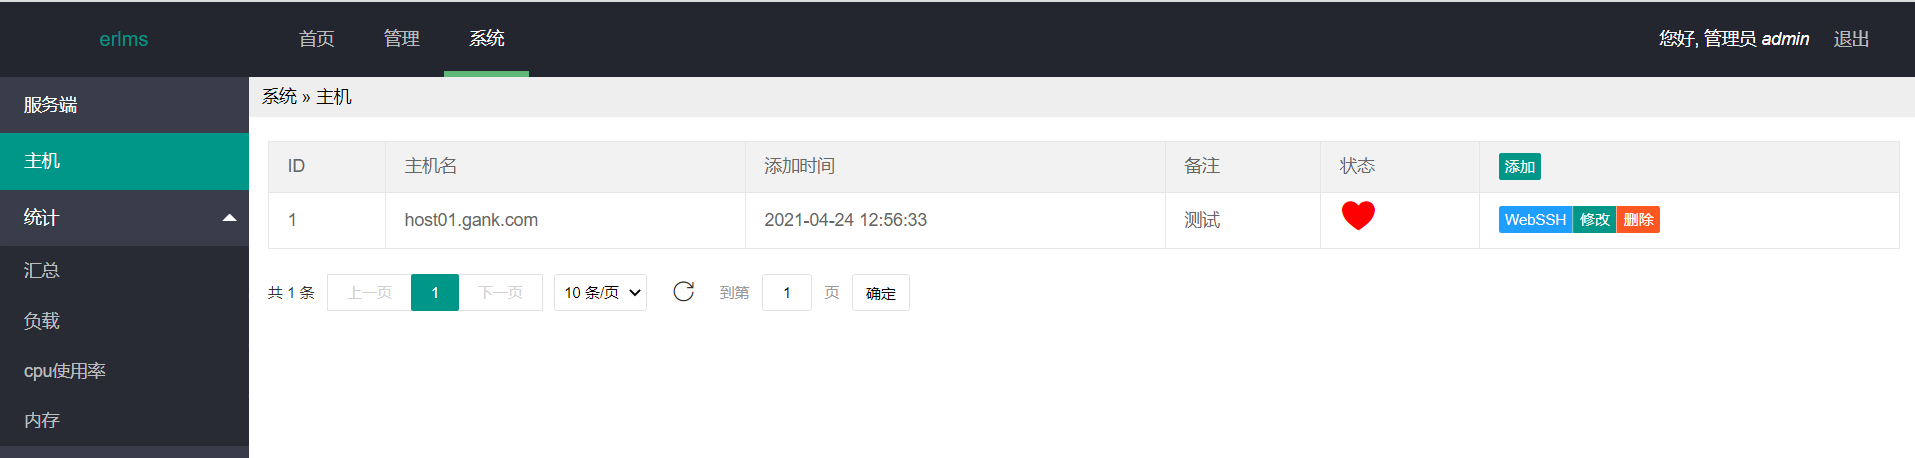 erlms 首页 管理 系统 您好, 管理员 admin 退出
服务端
主机
统计
汇总
负载
cpu使用率
内存
系统 » 主机
ID 主机名 添加时间 备注 状态 添加
1 host01.gank.com 2021-04-24 12:56:33 测试 WebSSH 修改 删除
共 1 条 上一页 1 下一页 10 条/页 到第 1 页 确定